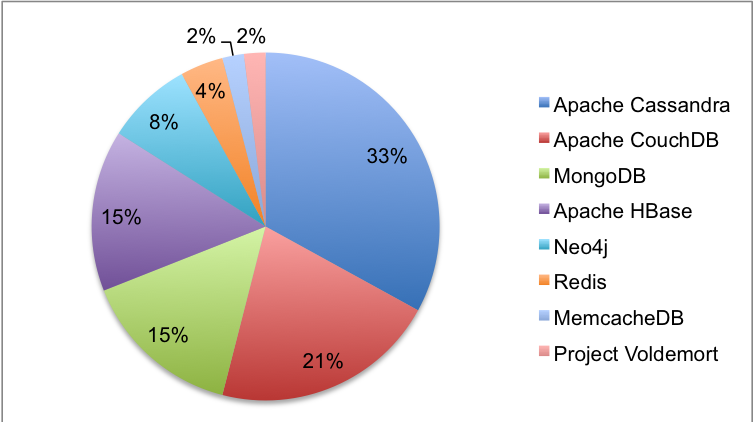 2%
2%
33%
4%
8%
15%
15%
21%
Apache Cassandra
Apache CouchDB
MongoDB
Apache HBase
Neo4j
Redis
MemcacheDB
Project Voldemort